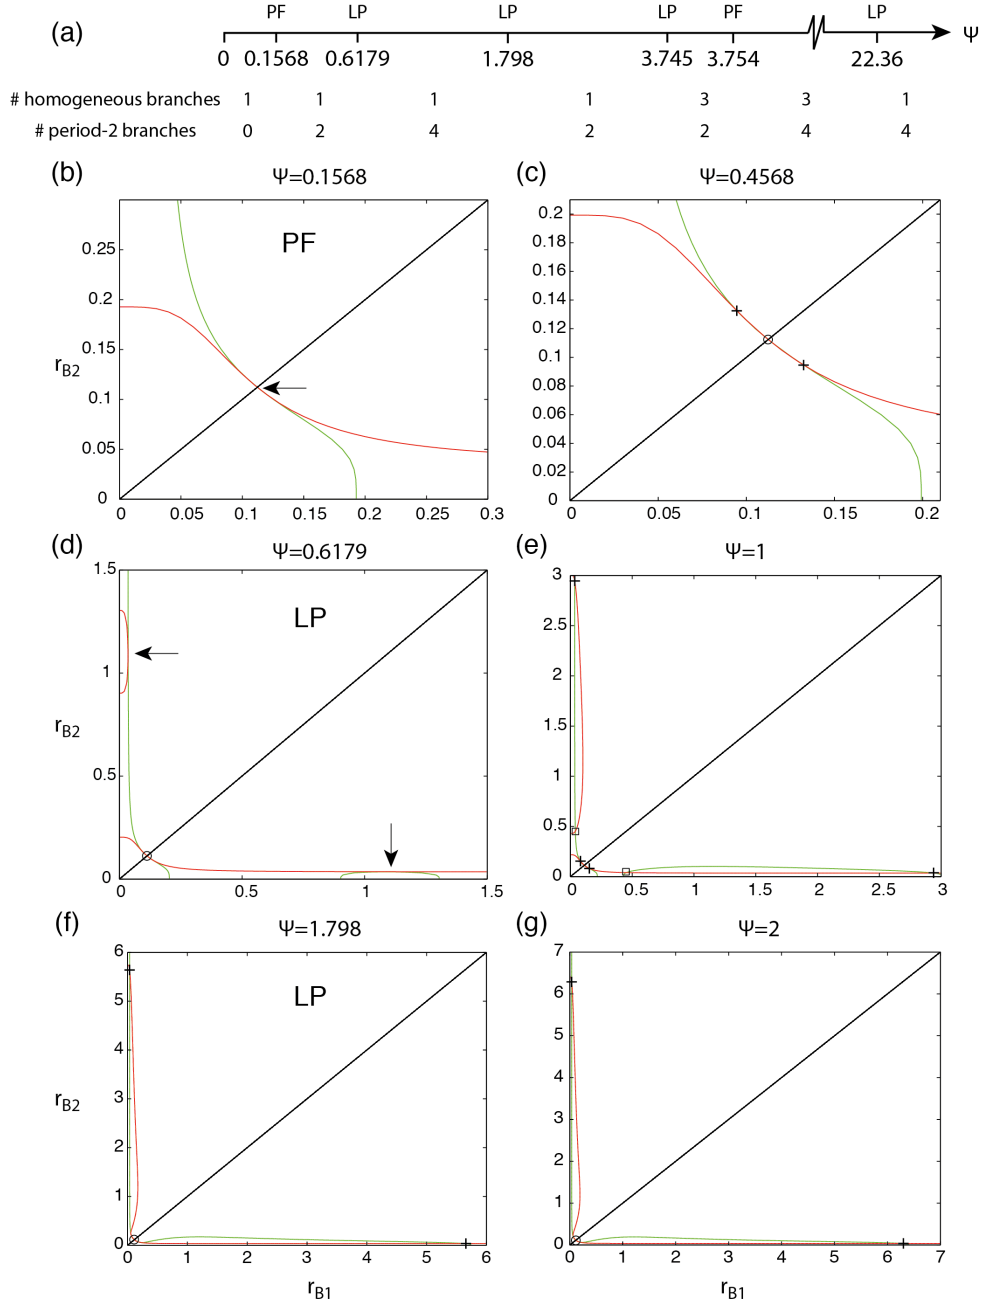 (a)
PF LP LP LP PF LP
Ψ
0 0.1568 0.6179 1.798 3.745 3.754 22.36
# homogeneous branches 1 1 1 1 3 3 1
# period-2 branches 0 2 4 2 2 4 4
(b) Ψ=0.1568
PF
0.25
0.2
0.15
0.1
0.05
0
rB2
0 0.05 0.1 0.15 0.2 0.25 0.3
(c) Ψ=0.4568
0.2
0.18
0.16
0.14
0.12
0.1
0.08
0.06
0.04
0.02
0
0 0.05 0.1 0.15 0.2
(d) Ψ=0.6179
LP
1.5
1
0.5
0
rB2
0 0.5 1 1.5
(e) Ψ=1
3
2.5
2
1.5
1
0.5
0
0 0.5 1 1.5 2 2.5 3
(f) Ψ=1.798
LP
6
5
4
3
2
1
0
rB2
0 1 2 3 4 5 6
rB1
(g) Ψ=2
7
6
5
4
3
2
1
0
0 1 2 3 4 5 6 7
rB1